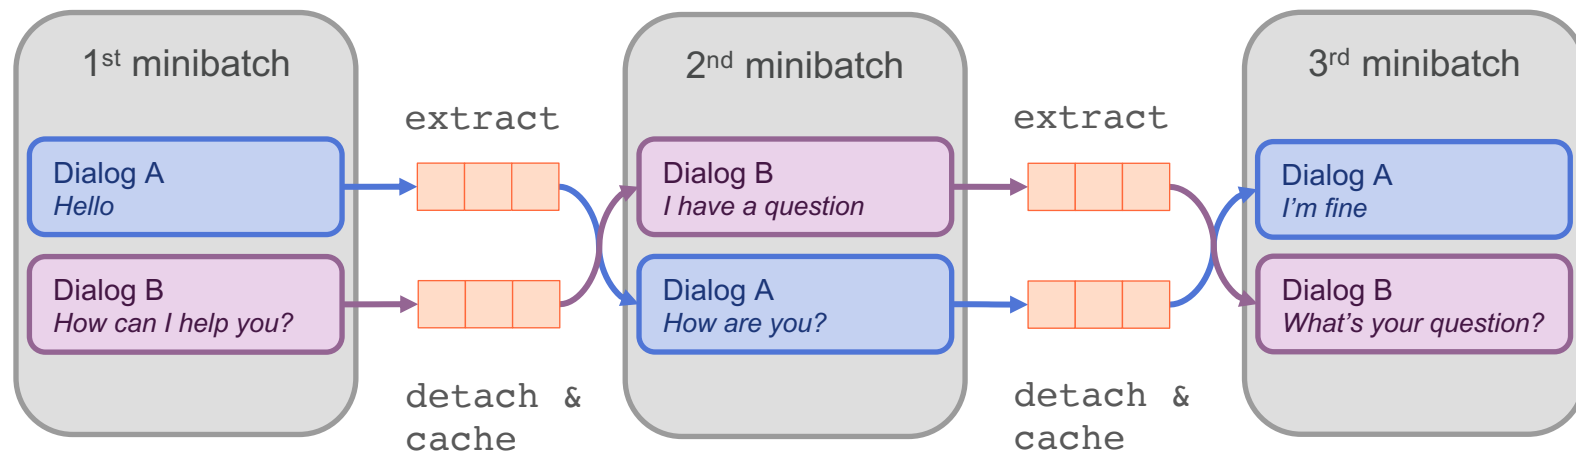 1st minibatch
Dialog A
Hello
Dialog B
How can I help you?
extract
detach &
cache
2nd minibatch
Dialog B
I have a question
Dialog A
How are you?
extract
detach &
cache
3rd minibatch
Dialog A
I'm fine
Dialog B
What's your question?